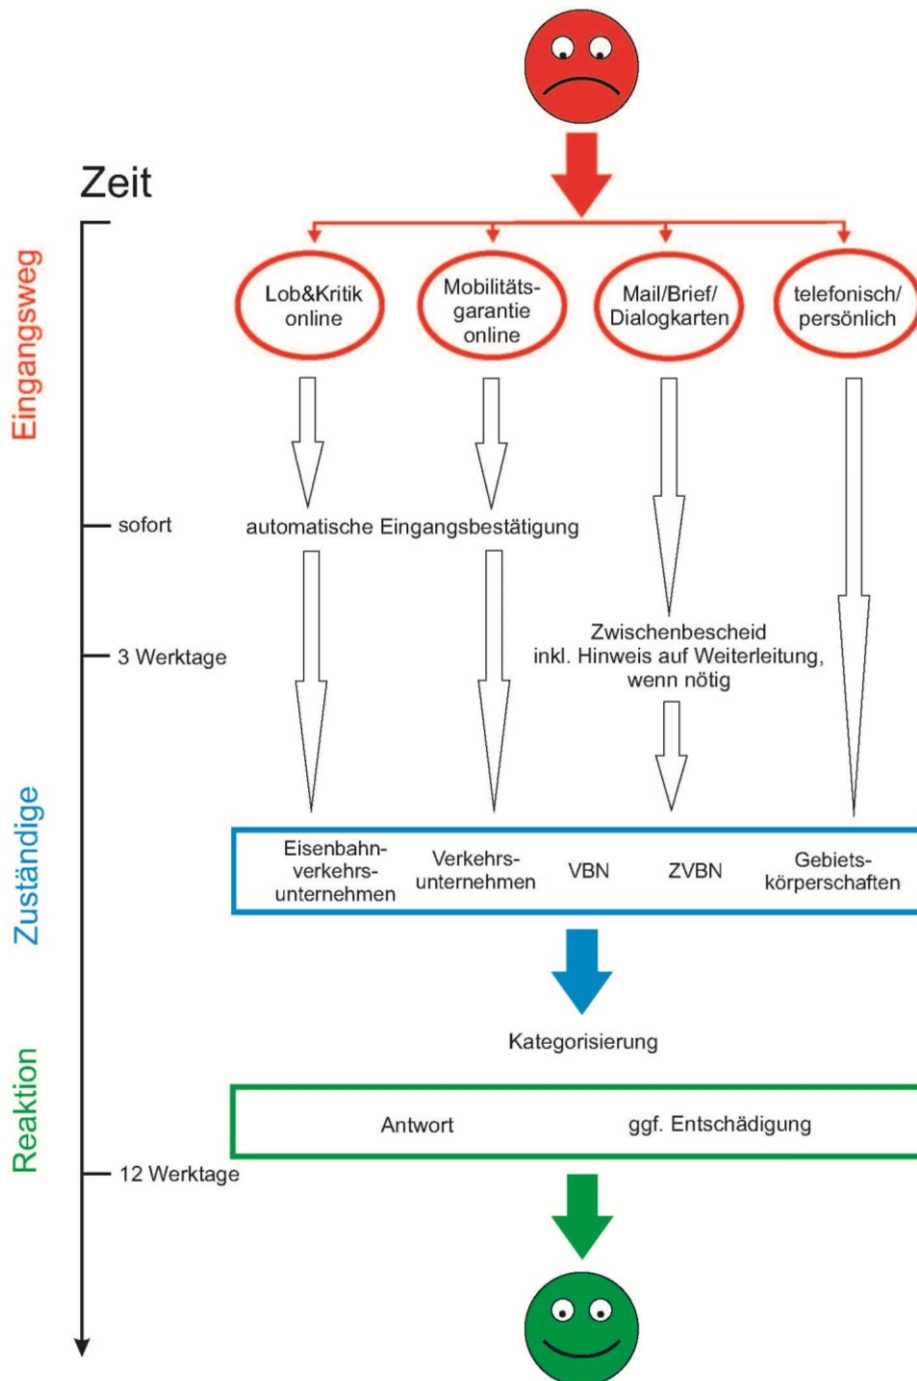 Zeit
Eingangsweg
Lob&Kritik
online
Mobilitäts-
garantie
online
Mail/Brief/
Dialogkarten
telefonisch/
persönlich
sofort
automatische Eingangsbestätigung
3 Werktage
Zwischenbescheid
inkl. Hinweis auf Weiterleitung,
wenn nötig
Zuständige
Eisenbahn-
verkehrs-
unternehmen
Verkehrs-
unternehmen
VBN
ZVBN
Gebiets-
körperschaften
Kategorisierung
Reaktion
Antwort
ggf. Entschädigung
12 Werktage